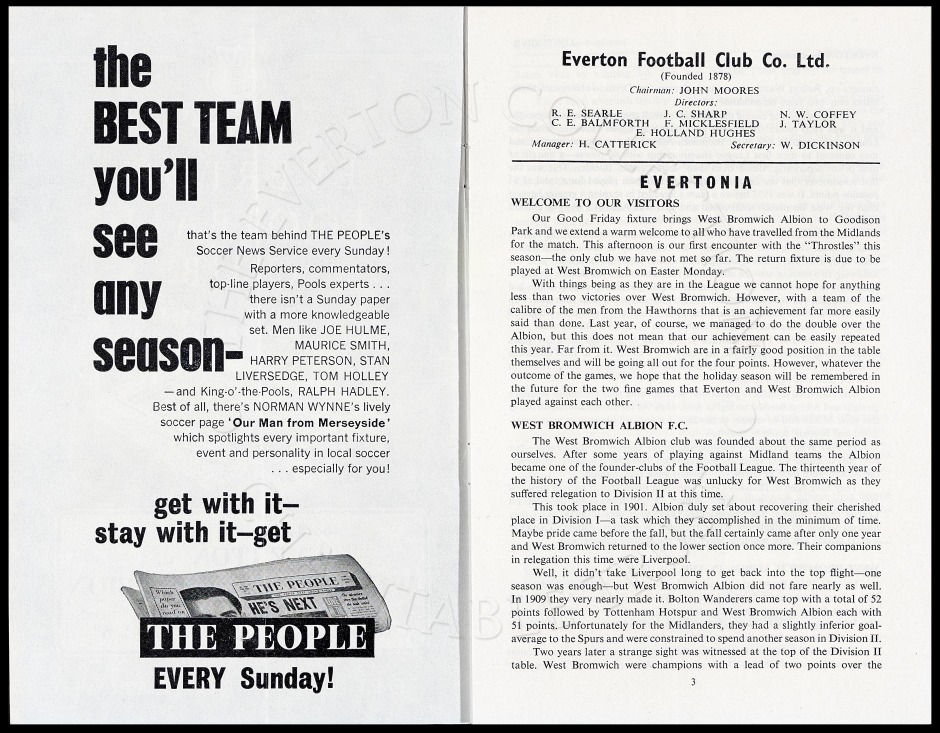 the
BEST TEAM
you'll
see
any
season-
that's the team behind THE PEOPLE's
Soccer News Service every Sunday!
Reporters, commentators,
top-line players, Pools experts . . .
there isn't a Sunday paper
with a more knowledgeable
set. Men like JOE HULME,
MAURICE SMITH,
HARRY PETERSON, STAN
LIVERSEDGE, TOM HOLLEY
—and King-o'-the-Pools, RALPH HADLEY.
Best of all, there's NORMAN WYNNE's lively
soccer page 'Our Man from Merseyside'
which spotlights every important fixture,
event and personality in local soccer
. . . especially for you!
get with it—
stay with it—get
Which
paper
do you
read on
THE PEOPLE
HE'S NEXT
THE PEOPLE
EVERY Sunday!
Everton Football Club Co. Ltd.
(Founded 1878)
Chairman: JOHN MOORES
Directors:
R. E. SEARLE J. C. SHARP N. W. COFFEY
C. E. BALMFORTH F. MICKLESFIELD J. TAYLOR
E. HOLLAND HUGHES
Manager: H. CATTERICK Secretary: W. DICKINSON
EVERTONIA
WELCOME TO OUR VISITORS
Our Good Friday fixture brings West Bromwich Albion to Goodison
Park and we extend a warm welcome to all who have travelled from the Midlands
for the match. This afternoon is our first encounter with the "Throstles" this
season—the only club we have not met so far. The return fixture is due to be
played at West Bromwich on Easter Monday.
With things being as they are in the League we cannot hope for anything
less than two victories over West Bromwich. However, with a team of the
calibre of the men from the Hawthorns that is an achievement far more easily
said than done. Last year, of course, we managed to do the double over the
Albion, but this does not mean that our achievement can be easily repeated
this year. Far from it. West Bromwich are in a fairly good position in the table
themselves and will be going all out for the four points. However, whatever the
outcome of the games, we hope that the holiday season will be remembered in
the future for the two fine games that Everton and West Bromwich Albion
played against each other.
WEST BROMWICH ALBION F.C.
The West Bromwich Albion club was founded about the same period as
ourselves. After some years of playing against Midland teams the Albion
became one of the founder-clubs of the Football League. The thirteenth year of
the history of the Football League was unlucky for West Bromwich as they
suffered relegation to Division II at this time.
This took place in 1901. Albion duly set about recovering their cherished
place in Division I—a task which they accomplished in the minimum of time.
Maybe pride came before the fall, but the fall certainly came after only one year
and West Bromwich returned to the lower section once more. Their companions
in relegation this time were Liverpool.
Well, it didn't take Liverpool long to get back into the top flight—one
season was enough—but West Bromwich Albion did not fare nearly as well.
In 1909 they very nearly made it. Bolton Wanderers came top with a total of 52
points followed by Tottenham Hotspur and West Bromwich Albion each with
51 points. Unfortunately for the Midlanders, they had a slightly inferior goal-
average to the Spurs and were constrained to spend another season in Division II.
Two years later a strange sight was witnessed at the top of the Division II
table. West Bromwich were champions with a lead of two points over the
3